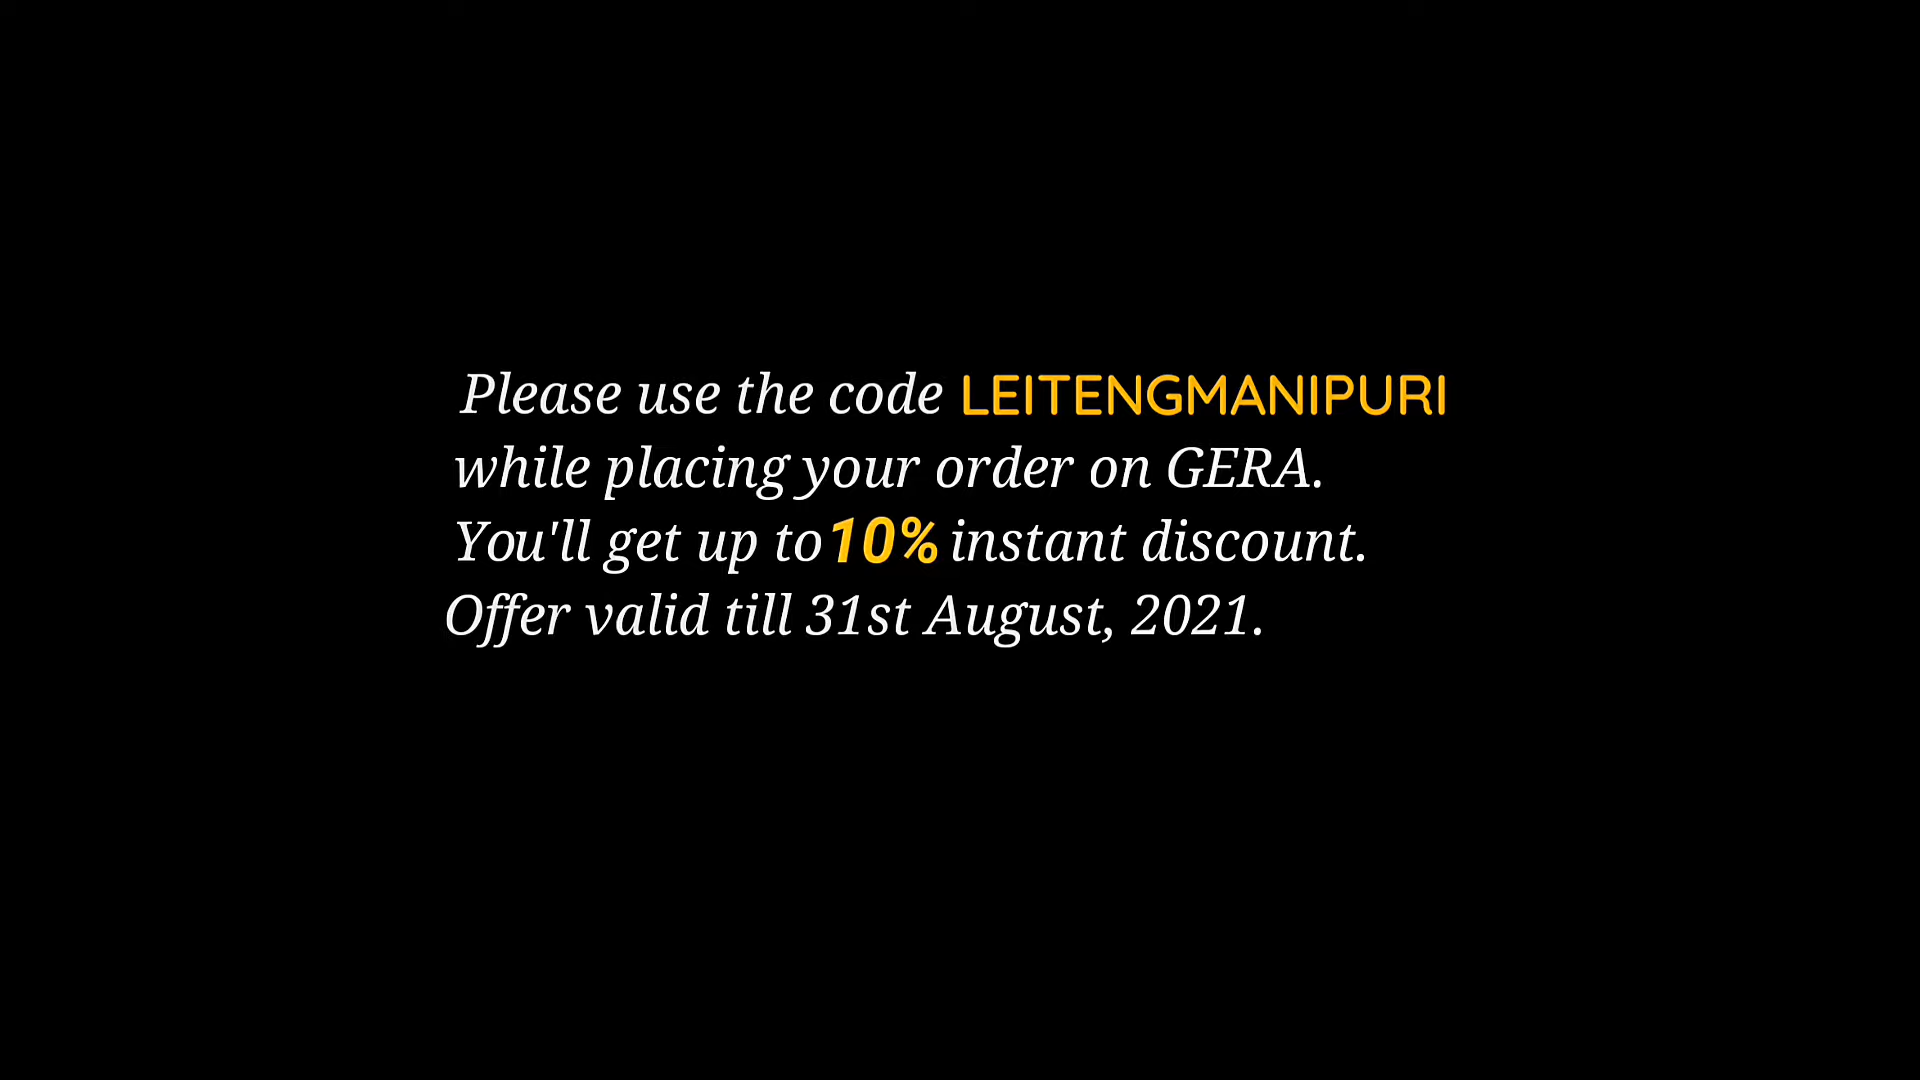 Please use the code LEITENGMANIPURI
while placing your order on GERA.
You'll get up to 10% instant discount.
Offer valid till 31st August, 2021.